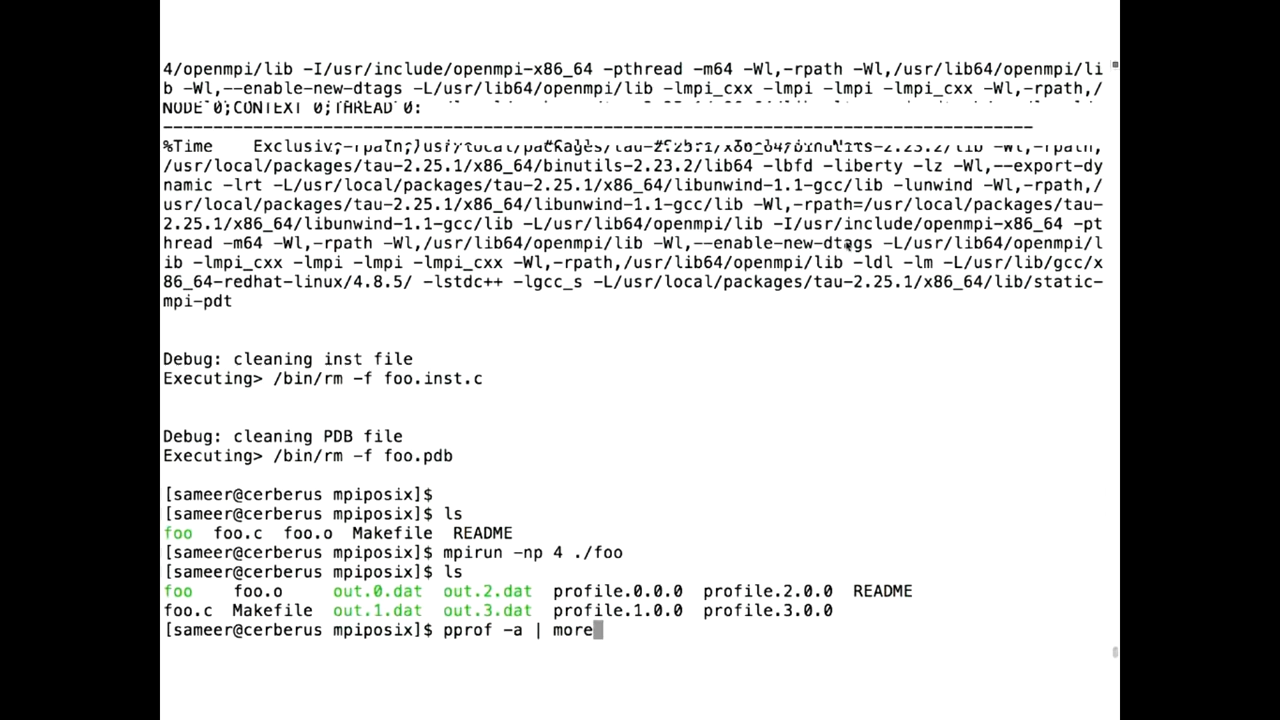 4/openmpi/lib -I/usr/include/openmpi-x86_64 -pthread -m64 -Wl,-rpath -Wl,/usr/lib64/openmpi/li
b -Wl,--enable-new-dtags -L/usr/lib64/openmpi/lib -lmpi_cxx -lmpi -lmpi -lmpi_cxx -Wl,-rpath,/
NODE 0;CONTEXT 0;THREAD 0:
---------------------------------------------------------------------------------------
%Time
/usr/local/packages/tau-2.25.1/x86_64/binutils-2.23.2/lib64 -lbfd -liberty -lz -Wl,--export-dy
namic -lrt -L/usr/local/packages/tau-2.25.1/x86_64/libunwind-1.1-gcc/lib -lunwind -Wl,-rpath,/
usr/local/packages/tau-2.25.1/x86_64/libunwind-1.1-gcc/lib -Wl,-rpath=/usr/local/packages/tau-
2.25.1/x86_64/libunwind-1.1-gcc/lib -L/usr/lib64/openmpi/lib -I/usr/include/openmpi-x86_64 -pt
hread -m64 -Wl,-rpath -Wl,/usr/lib64/openmpi/lib -Wl,--enable-new-dtags -L/usr/lib64/openmpi/l
ib -lmpi_cxx -lmpi -lmpi -lmpi_cxx -Wl,-rpath,/usr/lib64/openmpi/lib -ldl -lm -L/usr/lib/gcc/x
86_64-redhat-linux/4.8.5/ -lstdc++ -lgcc_s -L/usr/local/packages/tau-2.25.1/x86_64/lib/static-
mpi-pdt
Debug: cleaning inst file
Executing> /bin/rm -f foo.inst.c
Debug: cleaning PDB file
Executing> /bin/rm -f foo.pdb
[sameer@cerberus mpiposix]$
[sameer@cerberus mpiposix]$ ls
foo  foo.c  foo.o  Makefile  README
[sameer@cerberus mpiposix]$ mpirun -np 4 ./foo
[sameer@cerberus mpiposix]$ ls
foo    foo.o     out.0.dat  out.2.dat  profile.0.0.0  profile.2.0.0  README
foo.c  Makefile  out.1.dat  out.3.dat  profile.1.0.0  profile.3.0.0
[sameer@cerberus mpiposix]$ pprof -a | more